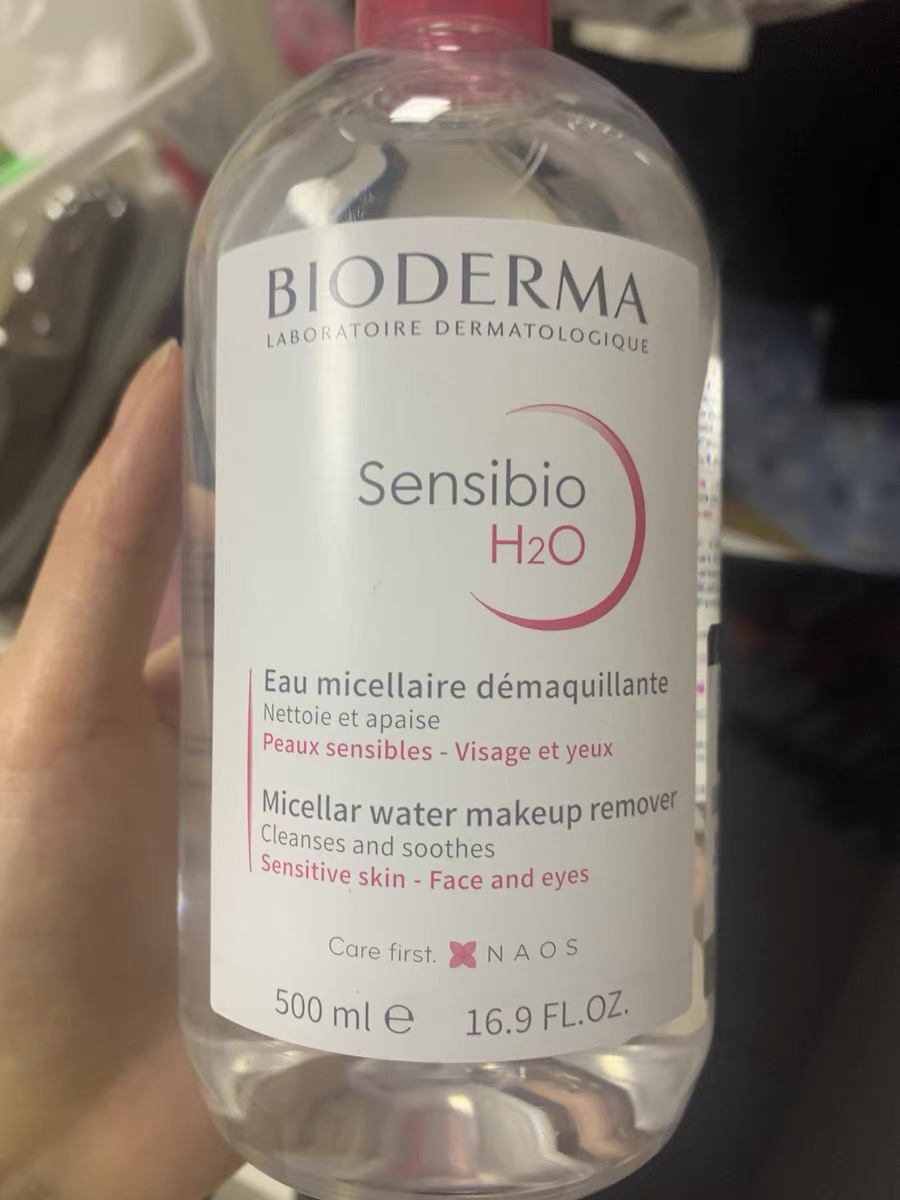 BIODERMA
LABORATOIRE DERMATOLOGIQUE
Sensibio
H2O
Eau micellaire démaquillante
Nettoie et apaise
Peaux sensibles - Visage et yeux
Micellar water makeup remover
Cleanses and soothes
Sensitive skin - Face and eyes
Care first. NAOS
500 ml ℮ 16.9 FL.OZ.